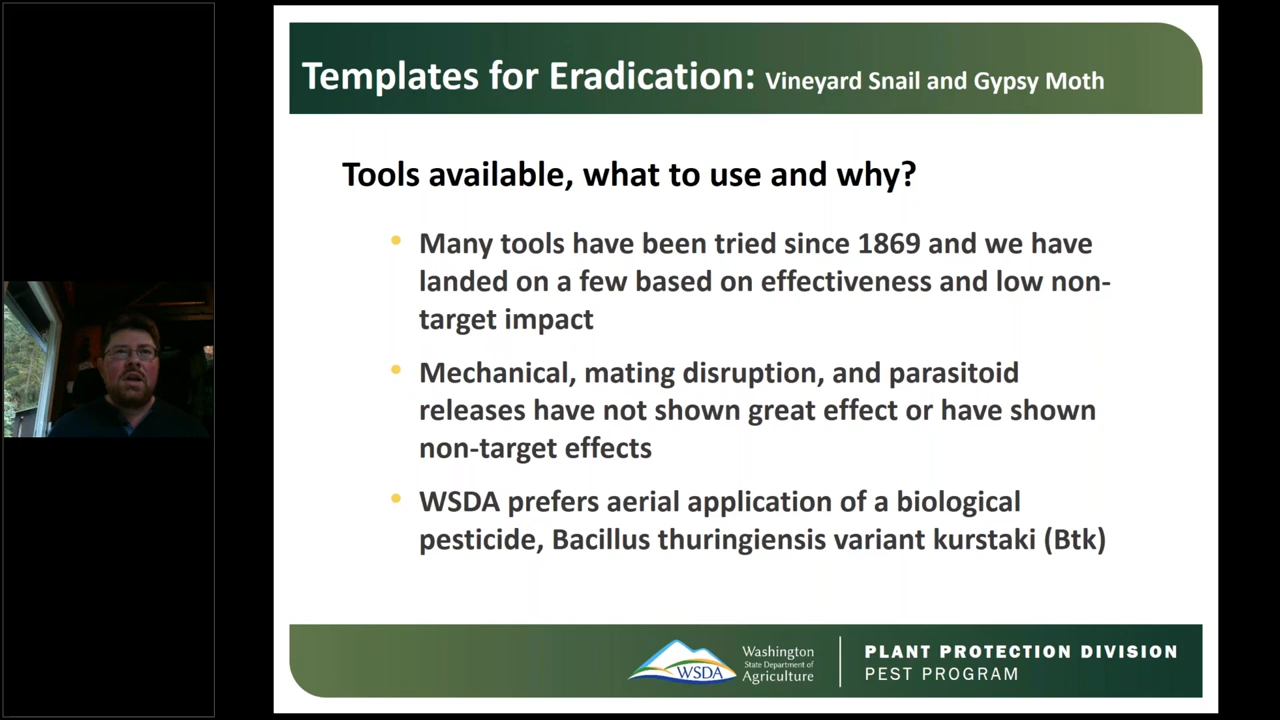 Templates for Eradication: Vineyard Snail and Gypsy Moth
Tools available, what to use and why?
• Many tools have been tried since 1869 and we have
landed on a few based on effectiveness and low non-
target impact
• Mechanical, mating disruption, and parasitoid
releases have not shown great effect or have shown
non-target effects
• WSDA prefers aerial application of a biological
pesticide, Bacillus thuringiensis variant kurstaki (Btk)
WSDA
Washington
State Department of
Agriculture
PLANT PROTECTION DIVISION
PEST PROGRAM